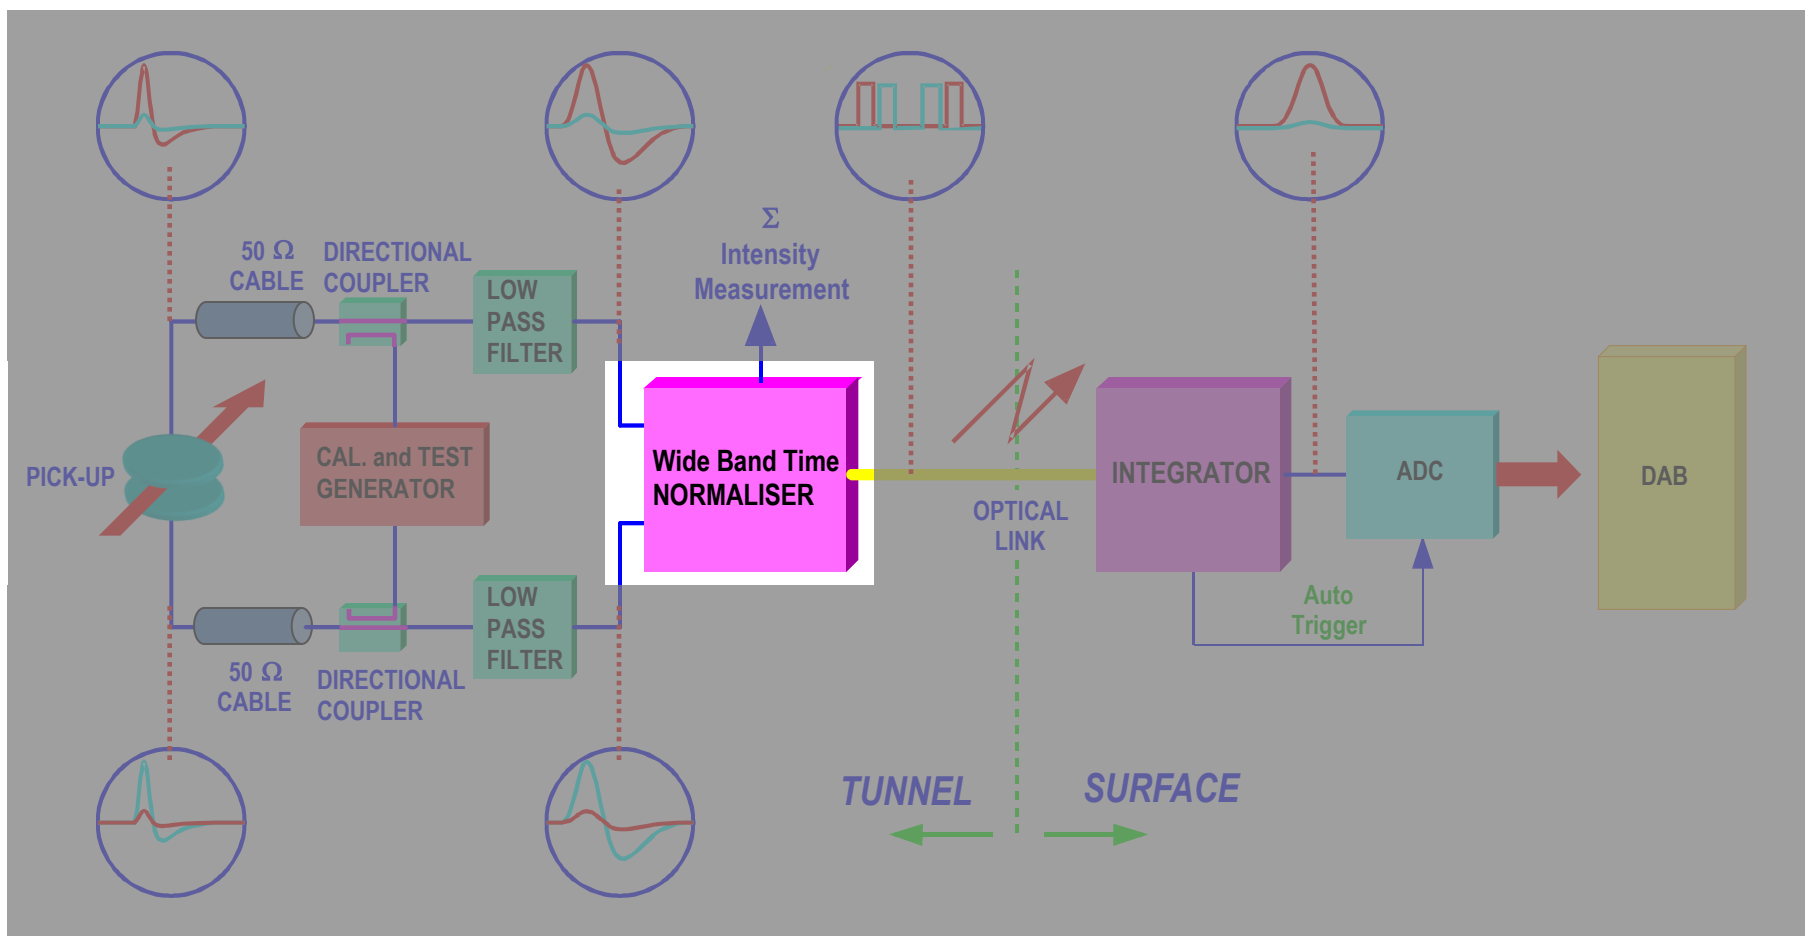 Σ
Intensity
Measurement
50 Ω
CABLE
DIRECTIONAL
COUPLER
LOW
PASS
FILTER
PICK-UP
CAL. and TEST
GENERATOR
Wide Band Time
NORMALISER
OPTICAL
LINK
INTEGRATOR
ADC
DAB
Auto
Trigger
LOW
PASS
FILTER
50 Ω
CABLE
DIRECTIONAL
COUPLER
TUNNEL
SURFACE